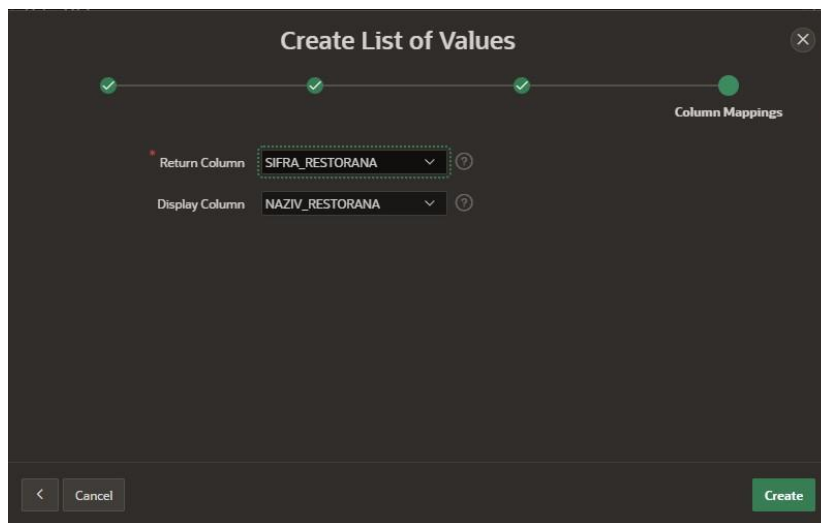 Create List of Values
Column Mappings
* Return Column SIFRA_RESTORANA ?
Display Column NAZIV_RESTORANA ?
Cancel Create